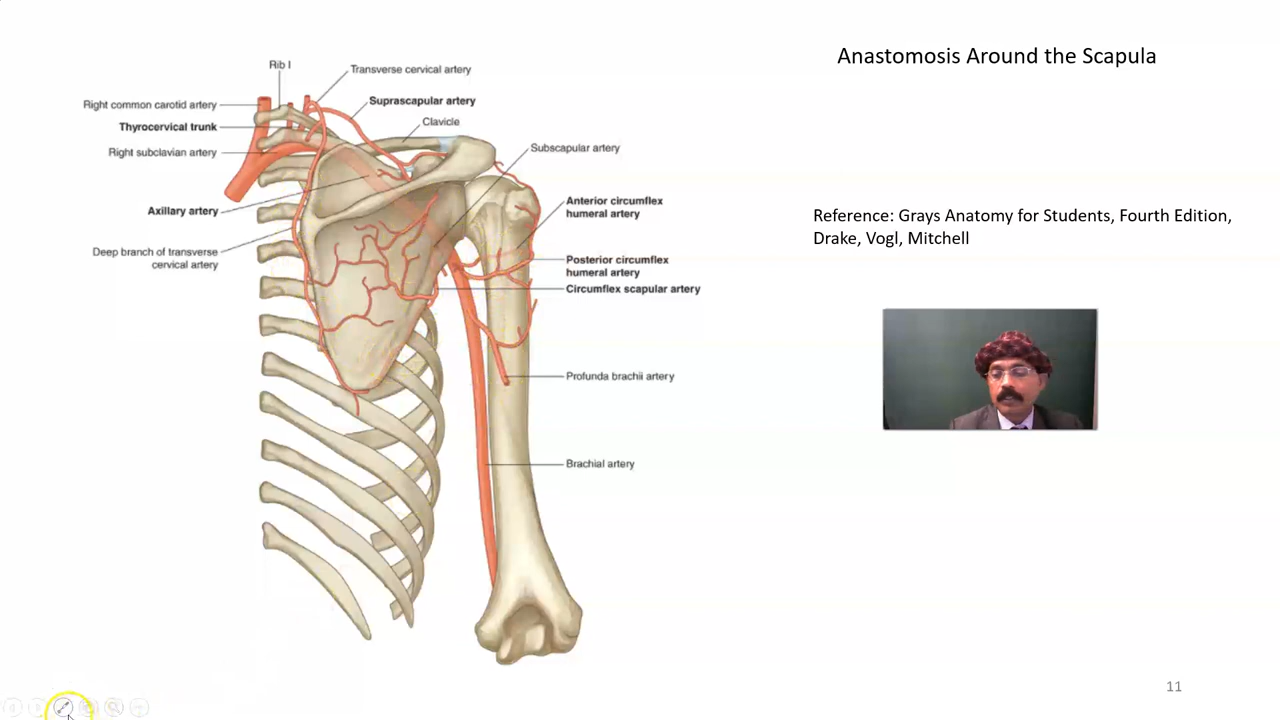 Anastomosis Around the Scapula
Rib I
Transverse cervical artery
Right common carotid artery
Suprascapular artery
Thyrocervical trunk
Clavicle
Right subclavian artery
Subscapular artery
Axillary artery
Anterior circumflex
humeral artery
Deep branch of transverse
cervical artery
Posterior circumflex
humeral artery
Circumflex scapular artery
Profunda brachii artery
Brachial artery
Reference: Grays Anatomy for Students, Fourth Edition,
Drake, Vogl, Mitchell
11